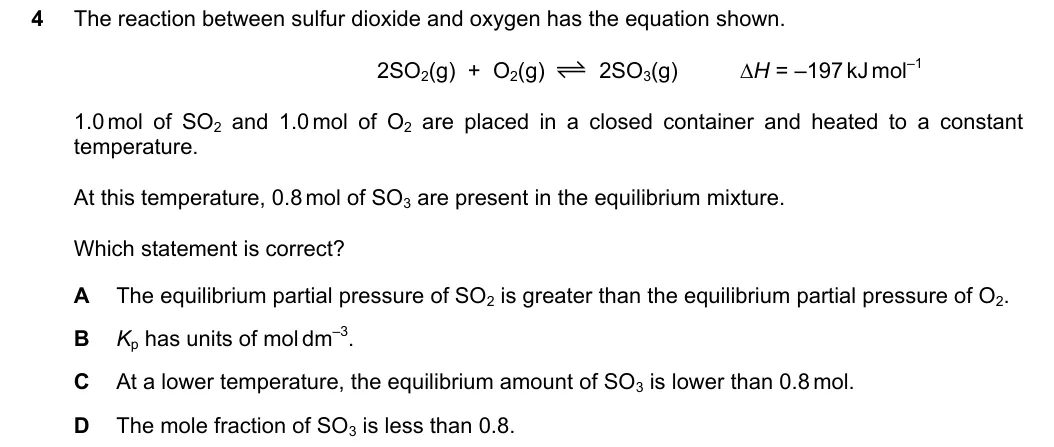 4 The reaction between sulfur dioxide and oxygen has the equation shown.
2SO₂(g) + O₂(g) ⇌ 2SO₃(g) ΔH = –197 kJ mol⁻¹
1.0 mol of SO₂ and 1.0 mol of O₂ are placed in a closed container and heated to a constant
temperature.
At this temperature, 0.8 mol of SO₃ are present in the equilibrium mixture.
Which statement is correct?
A The equilibrium partial pressure of SO₂ is greater than the equilibrium partial pressure of O₂.
B Kₚ has units of mol dm⁻³.
C At a lower temperature, the equilibrium amount of SO₃ is lower than 0.8 mol.
D The mole fraction of SO₃ is less than 0.8.